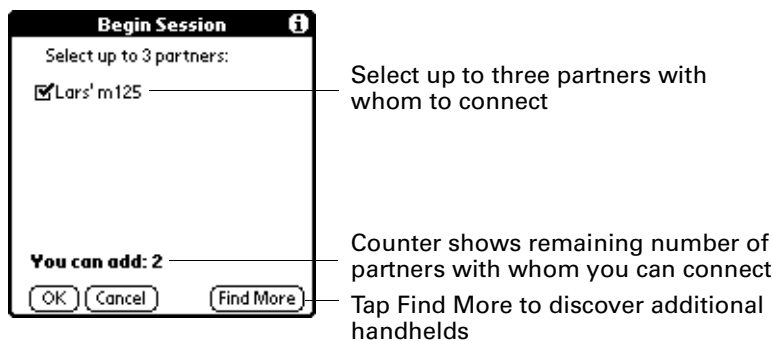 Begin Session
Select up to 3 partners:
Lars' m125
Select up to three partners with
whom to connect
You can add: 2
Counter shows remaining number of
partners with whom you can connect
OK Cancel Find More
Tap Find More to discover additional
handhelds